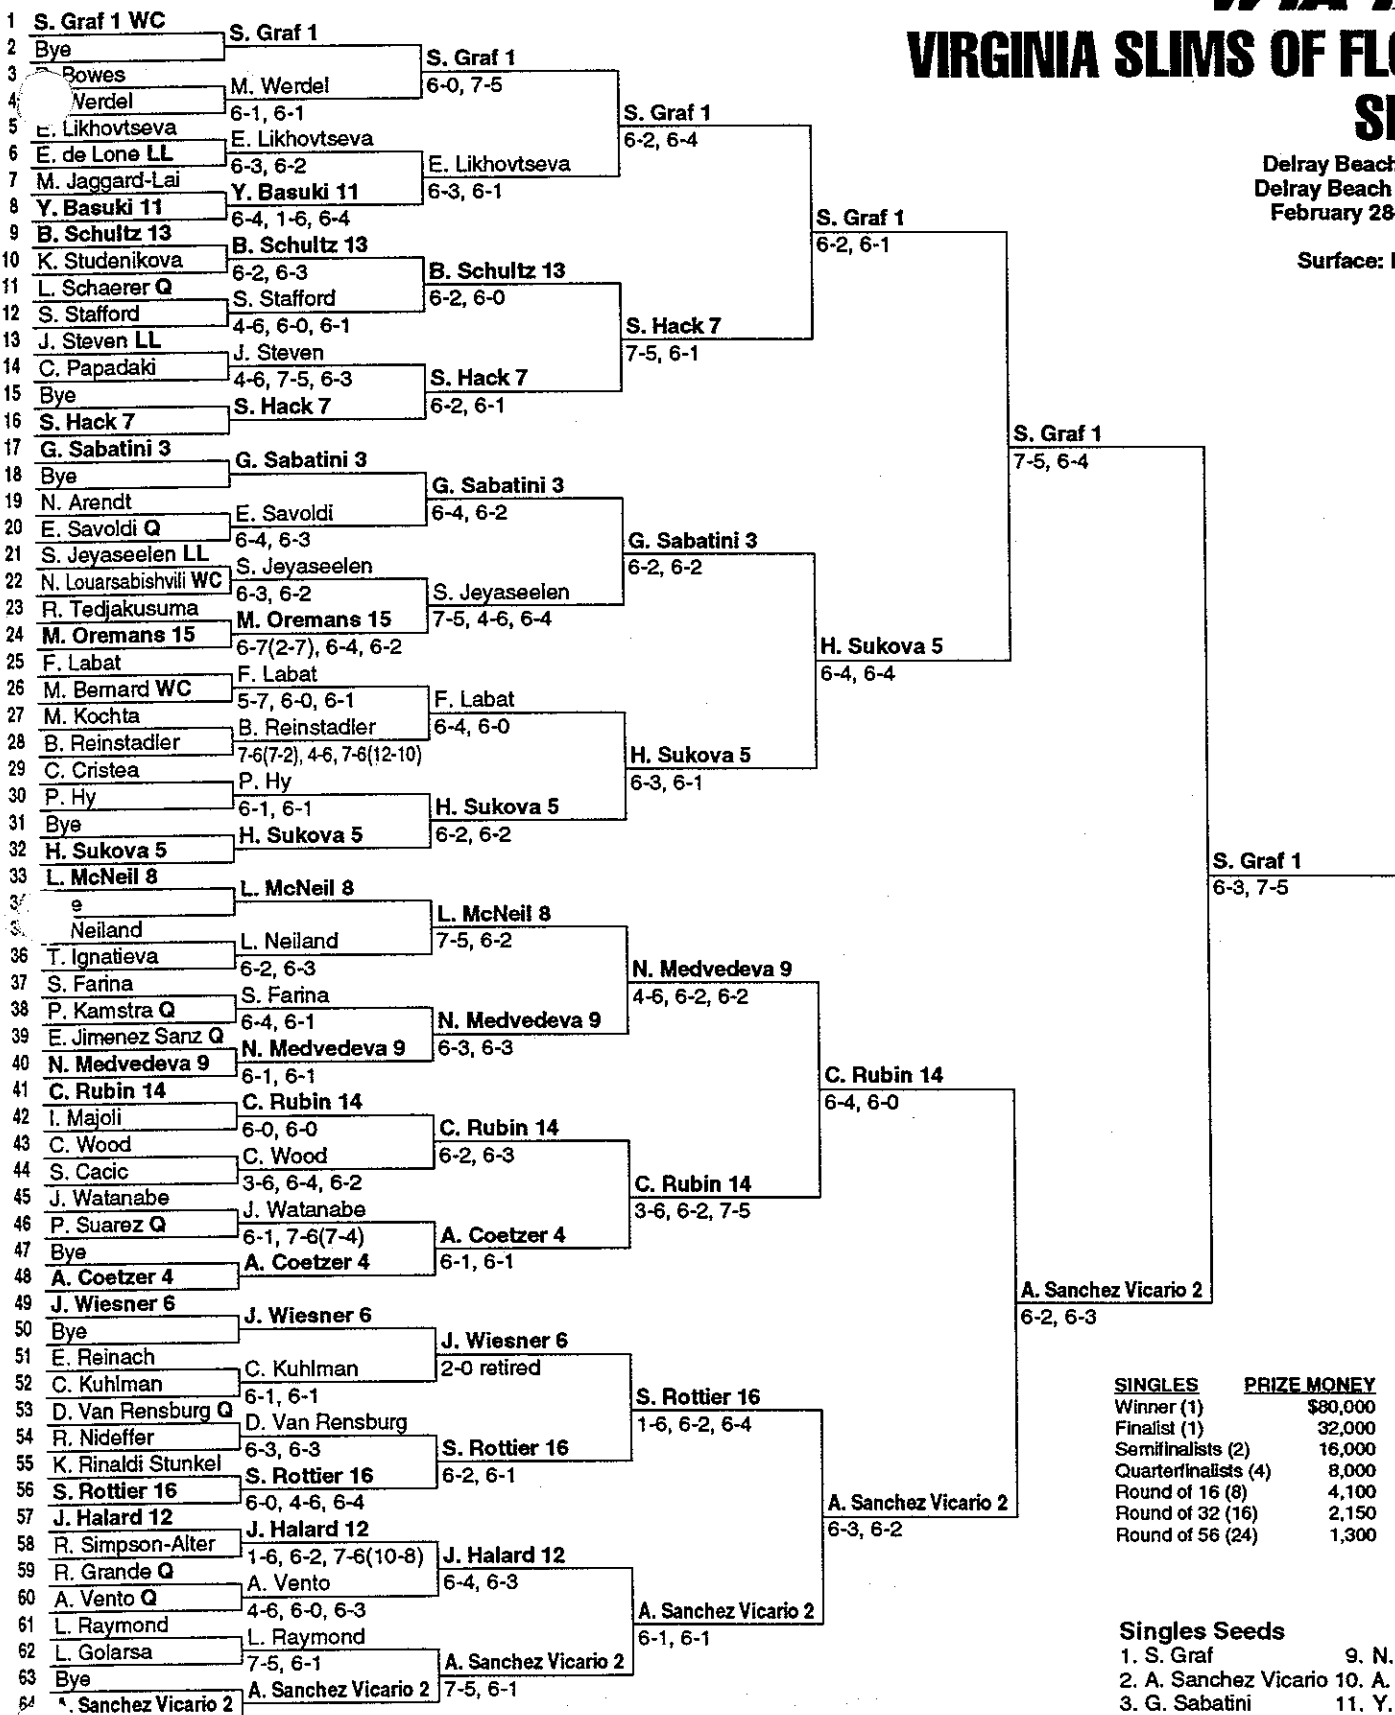 VIRGINIA SLIMS OF FL
Delray Beach
Delray Beach
February 28-
Surface:
1 S. Graf 1 WC
2 Bye
3 Bowes
4 Werdel
5 E. Likhovtseva
6 E. de Lone LL
7 M. Jaggard-Lai
8 Y. Basuki 11
9 B. Schultz 13
10 K. Studenikova
11 L. Schaerer Q
12 S. Stafford
13 J. Steven LL
14 C. Papadaki
15 Bye
16 S. Hack 7
17 G. Sabatini 3
18 Bye
19 N. Arendt
20 E. Savoldi Q
21 S. Jeyaseelen LL
22 N. Louarsabishvili WC
23 R. Tedjakusuma
24 M. Oremans 15
25 F. Labat
26 M. Bernard WC
27 M. Kochta
28 B. Reinstadler
29 C. Cristea
30 P. Hy
31 Bye
32 H. Sukova 5
33 L. McNeil 8
e
Neiland
36 T. Ignatieva
37 S. Farina
38 P. Kamstra Q
39 E. Jimenez Sanz Q
40 N. Medvedeva 9
41 C. Rubin 14
42 I. Majoli
43 C. Wood
44 S. Cacic
45 J. Watanabe
46 P. Suarez Q
47 Bye
48 A. Coetzer 4
49 J. Wiesner 6
50 Bye
51 E. Reinach
52 C. Kuhlman
53 D. Van Rensburg Q
54 R. Nideffer
55 K. Rinaldi Stunkel
56 S. Rottier 16
57 J. Halard 12
58 R. Simpson-Alter
59 R. Grande Q
60 A. Vento Q
61 L. Raymond
62 L. Golarsa
63 Bye
64 . Sanchez Vicario 2
S. Graf 1
M. Werdel
6-1, 6-1
E. Likhovtseva
6-3, 6-2
Y. Basuki 11
6-4, 1-6, 6-4
B. Schultz 13
6-2, 6-3
S. Stafford
4-6, 6-0, 6-1
J. Steven
4-6, 7-5, 6-3
S. Hack 7
G. Sabatini 3
E. Savoldi
6-4, 6-3
S. Jeyaseelen
6-3, 6-2
M. Oremans 15
6-7(2-7), 6-4, 6-2
F. Labat
5-7, 6-0, 6-1
B. Reinstadler
7-6(7-2), 4-6, 7-6(12-10)
P. Hy
6-1, 6-1
H. Sukova 5
L. McNeil 8
L. Neiland
6-2, 6-3
S. Farina
6-4, 6-1
N. Medvedeva 9
6-1, 6-1
C. Rubin 14
6-0, 6-0
C. Wood
3-6, 6-4, 6-2
J. Watanabe
6-1, 7-6(7-4)
A. Coetzer 4
J. Wiesner 6
C. Kuhlman
6-1, 6-1
D. Van Rensburg
6-3, 6-3
S. Rottier 16
6-0, 4-6, 6-4
J. Halard 12
1-6, 6-2, 7-6(10-8)
A. Vento
4-6, 6-0, 6-3
L. Raymond
7-5, 6-1
A. Sanchez Vicario 2
S. Graf 1
6-0, 7-5
E. Likhovtseva
6-3, 6-1
B. Schultz 13
6-2, 6-0
S. Hack 7
6-2, 6-1
G. Sabatini 3
6-4, 6-2
S. Jeyaseelen
7-5, 4-6, 6-4
F. Labat
6-4, 6-0
H. Sukova 5
6-2, 6-2
L. McNeil 8
7-5, 6-2
N. Medvedeva 9
6-3, 6-3
C. Rubin 14
6-2, 6-3
A. Coetzer 4
6-1, 6-1
J. Wiesner 6
2-0 retired
S. Rottier 16
6-2, 6-1
J. Halard 12
6-4, 6-3
A. Sanchez Vicario 2
7-5, 6-1
S. Graf 1
6-2, 6-4
S. Hack 7
7-5, 6-1
G. Sabatini 3
6-2, 6-2
H. Sukova 5
6-3, 6-1
N. Medvedeva 9
4-6, 6-2, 6-2
C. Rubin 14
3-6, 6-2, 7-5
S. Rottier 16
1-6, 6-2, 6-4
A. Sanchez Vicario 2
6-1, 6-1
S. Graf 1
6-2, 6-1
H. Sukova 5
6-4, 6-4
C. Rubin 14
6-4, 6-0
A. Sanchez Vicario 2
6-3, 6-2
S. Graf 1
7-5, 6-4
A. Sanchez Vicario 2
6-2, 6-3
S. Graf 1
6-3, 7-5
SINGLES PRIZE MONEY
Winner (1) $80,000
Finalist (1) 32,000
Semifinalists (2) 16,000
Quarterfinalists (4) 8,000
Round of 16 (8) 4,100
Round of 32 (16) 2,150
Round of 56 (24) 1,300
Singles Seeds
1. S. Graf 9. N.
2. A. Sanchez Vicario 10. A.
3. G. Sabatini 11. Y.